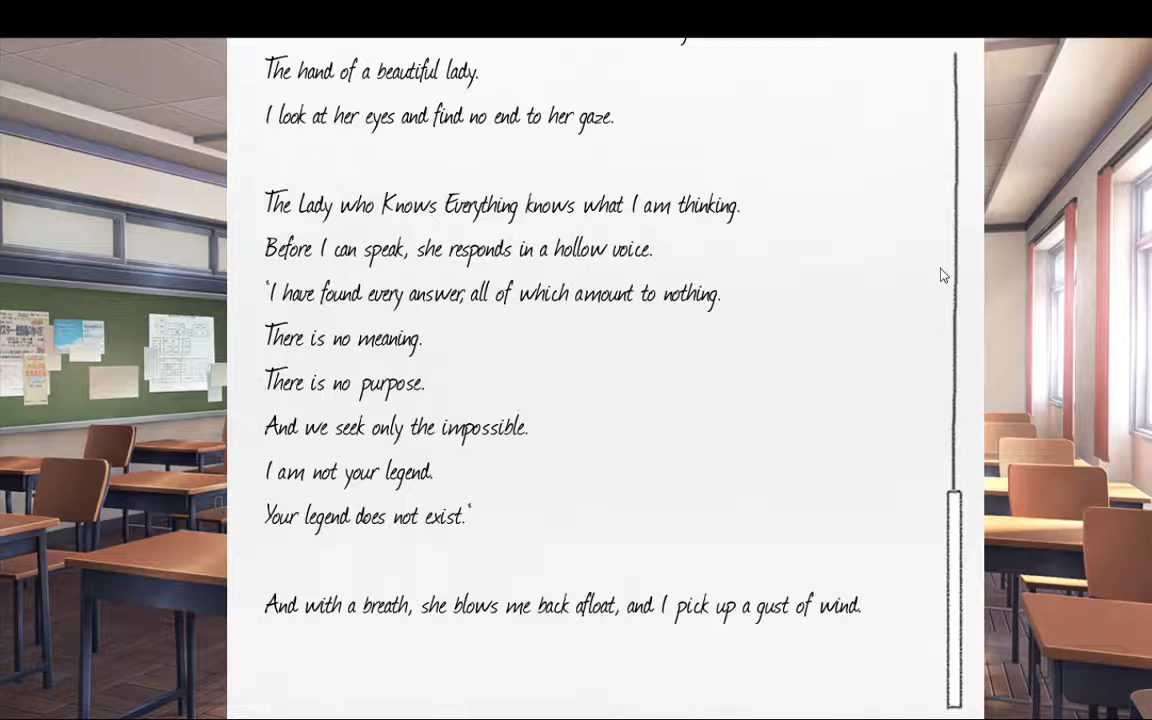 The hand of a beautiful lady.
I look at her eyes and find no end to her gaze.
The Lady who Knows Everything knows what I am thinking.
Before I can speak, she responds in a hollow voice.
"I have found every answer, all of which amount to nothing.
There is no meaning.
There is no purpose.
And we seek only the impossible.
I am not your legend.
Your legend does not exist."
And with a breath, she blows me back afloat, and I pick up a gust of wind.